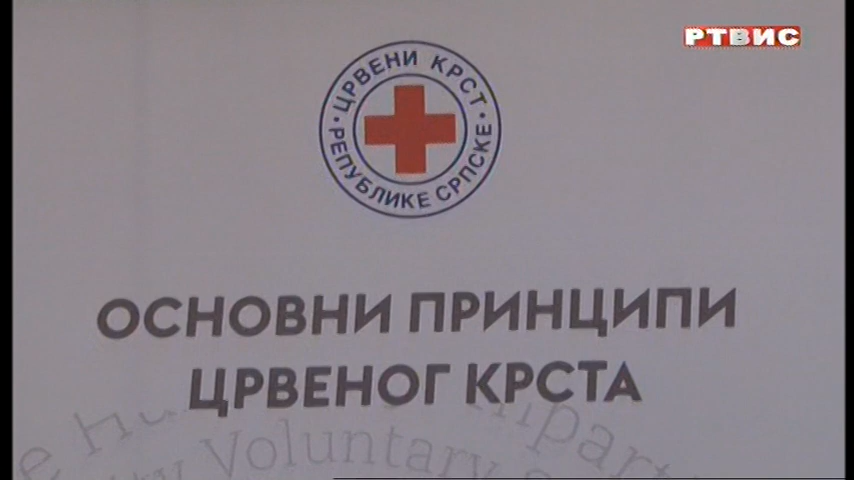 РТВИС
ЦРВЕНИ КРСТ
РЕПУБЛИКЕ СРПСКЕ
ОСНОВНИ ПРИНЦИПИ
ЦРВЕНОГ КРСТА
Voluntary